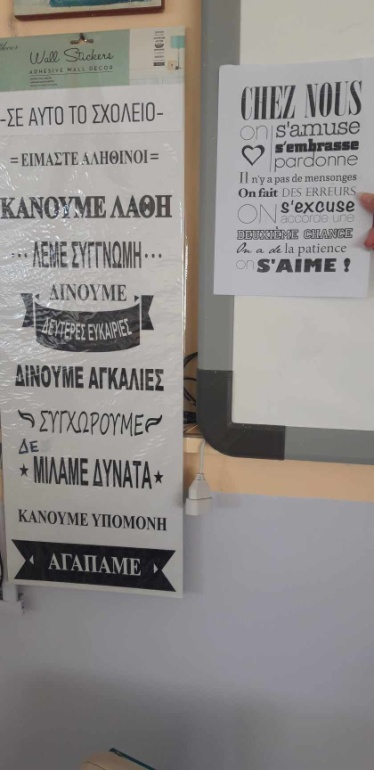 Wall Stickers
ADHESIVE WALL DECOR
-ΣΕ ΑΥΤΟ ΤΟ ΣΧΟΛΕΙΟ-
=ΕΙΜΑΣΤΕ ΑΛΗΘΙΝΟΙ=
ΚΑΝΟΥΜΕ ΛΑΘΗ
··· ΛΕΜΕ ΣΥΓΓΝΩΜΗ ···
ΔΙΝΟΥΜΕ
ΔΕΥΤΕΡΕΣ ΕΥΚΑΙΡΙΕΣ
ΔΙΝΟΥΜΕ ΑΓΚΑΛΙΕΣ
ΣΥΓΧΩΡΟΥΜΕ
ΔΕ
★ ΜΙΛΑΜΕ ΔΥΝΑΤΑ ★
ΚΑΝΟΥΜΕ ΥΠΟΜΟΝΗ
ΑΓΑΠΑΜΕ
CHEZ NOUS
on s'amuse
s'embrasse
pardonne
Il n'y a pas de mensonges
On fait DES ERREURS
ON s'excuse
accorde une
DEUXIÈME CHANCE
On a de la patience
on S'AIME !